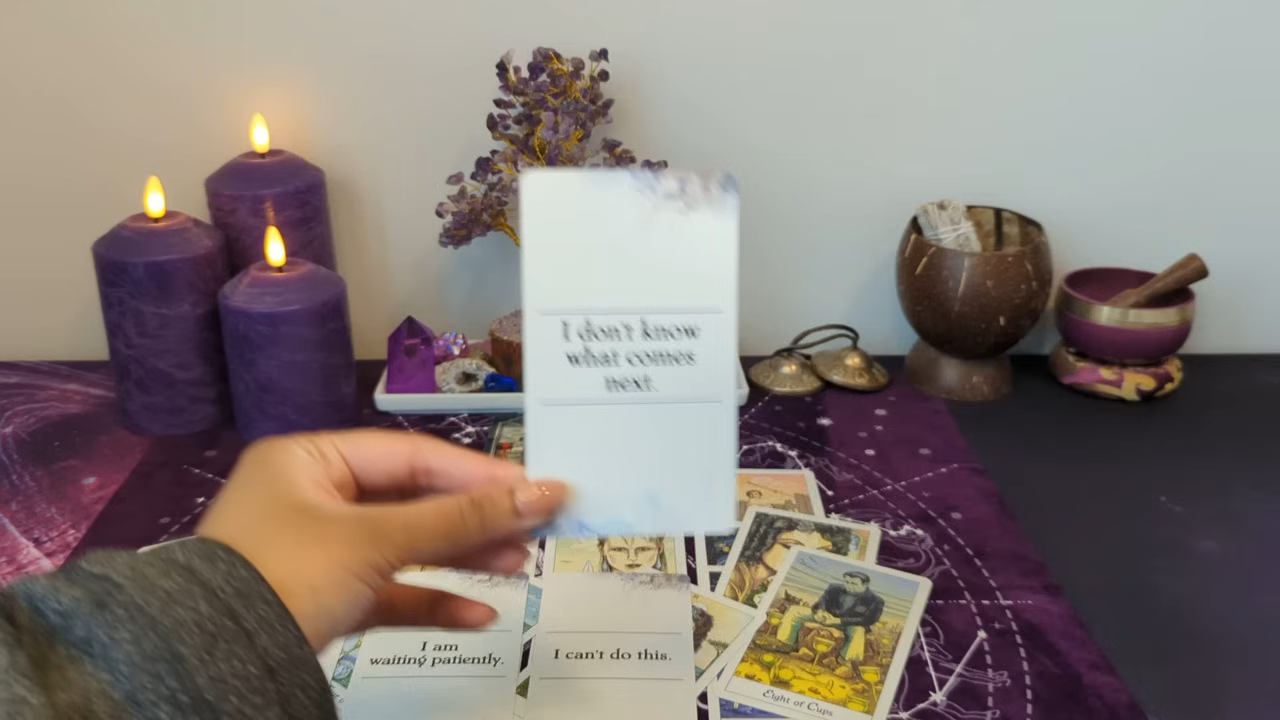 I don't know
what comes
next.
I am
waiting patiently.
I can't do this.
Eight of Cups